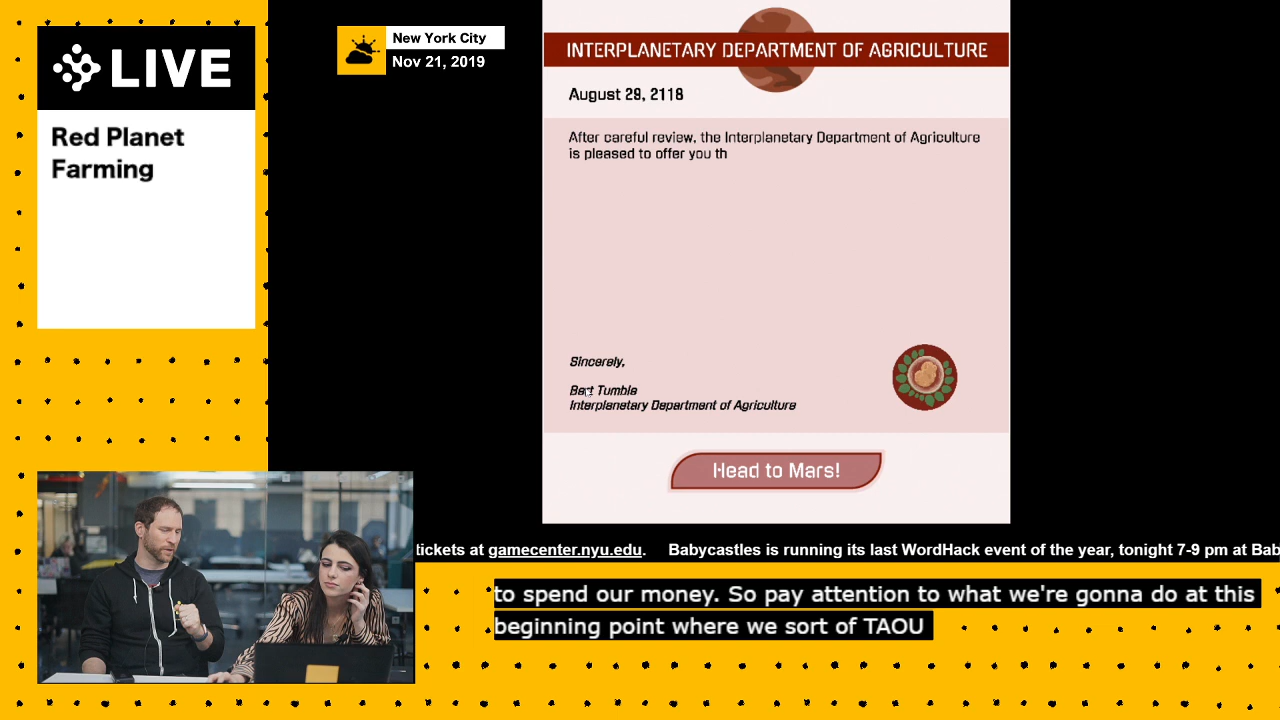 LIVE
Red Planet
Farming
New York City
Nov 21, 2019
INTERPLANETARY DEPARTMENT OF AGRICULTURE
August 29, 2118
After careful review, the Interplanetary Department of Agriculture
is pleased to offer you th
Sincerely,
Bert Tumble
Interplanetary Department of Agriculture
Head to Mars!
tickets at gamecenter.nyu.edu. Babycastles is running its last WordHack event of the year, tonight 7-9 pm at Bab
to spend our money. So pay attention to what we're gonna do at this
beginning point where we sort of TAOU